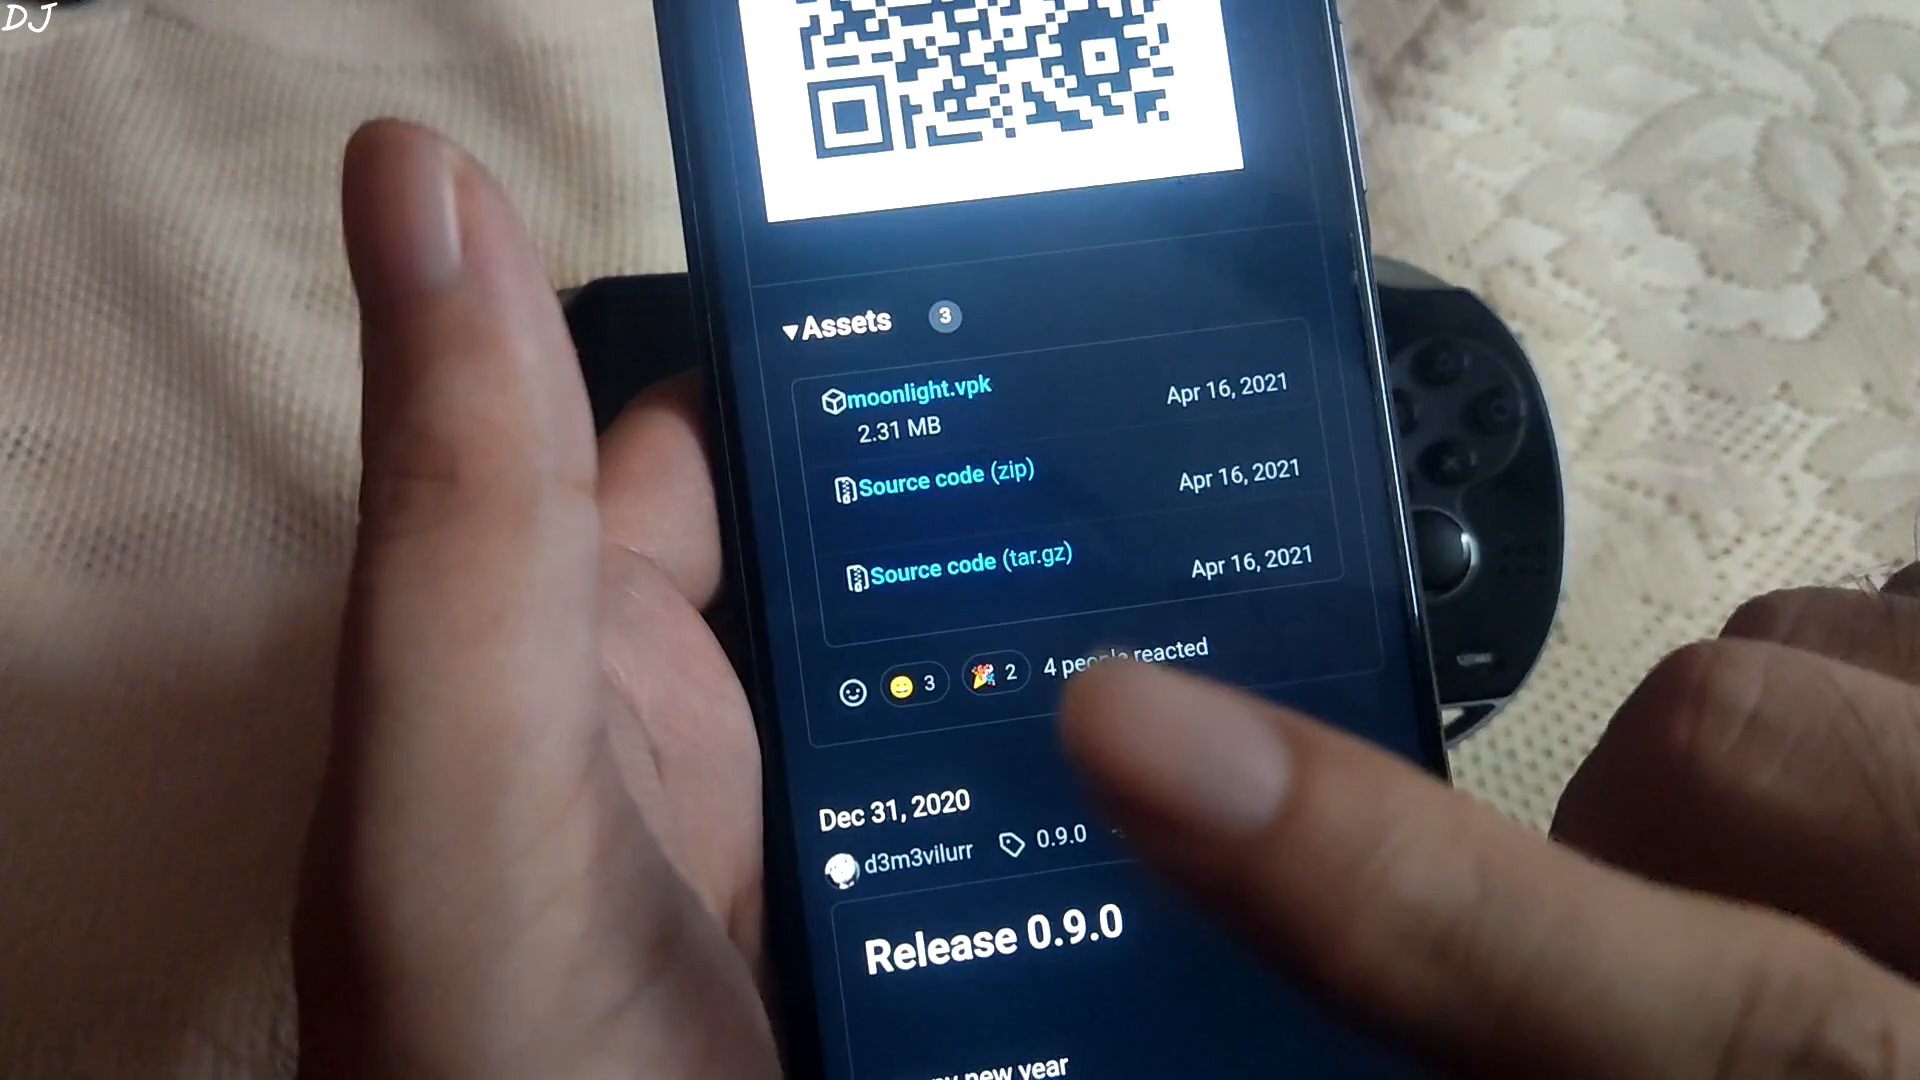 DJ
Assets 3
moonlight.vpk Apr 16, 2021
2.31 MB
Source code (zip) Apr 16, 2021
Source code (tar.gz) Apr 16, 2021
3 2 4 reacted
Dec 31, 2020
d3m3vilurr 0.9.0
Release 0.9.0
new year